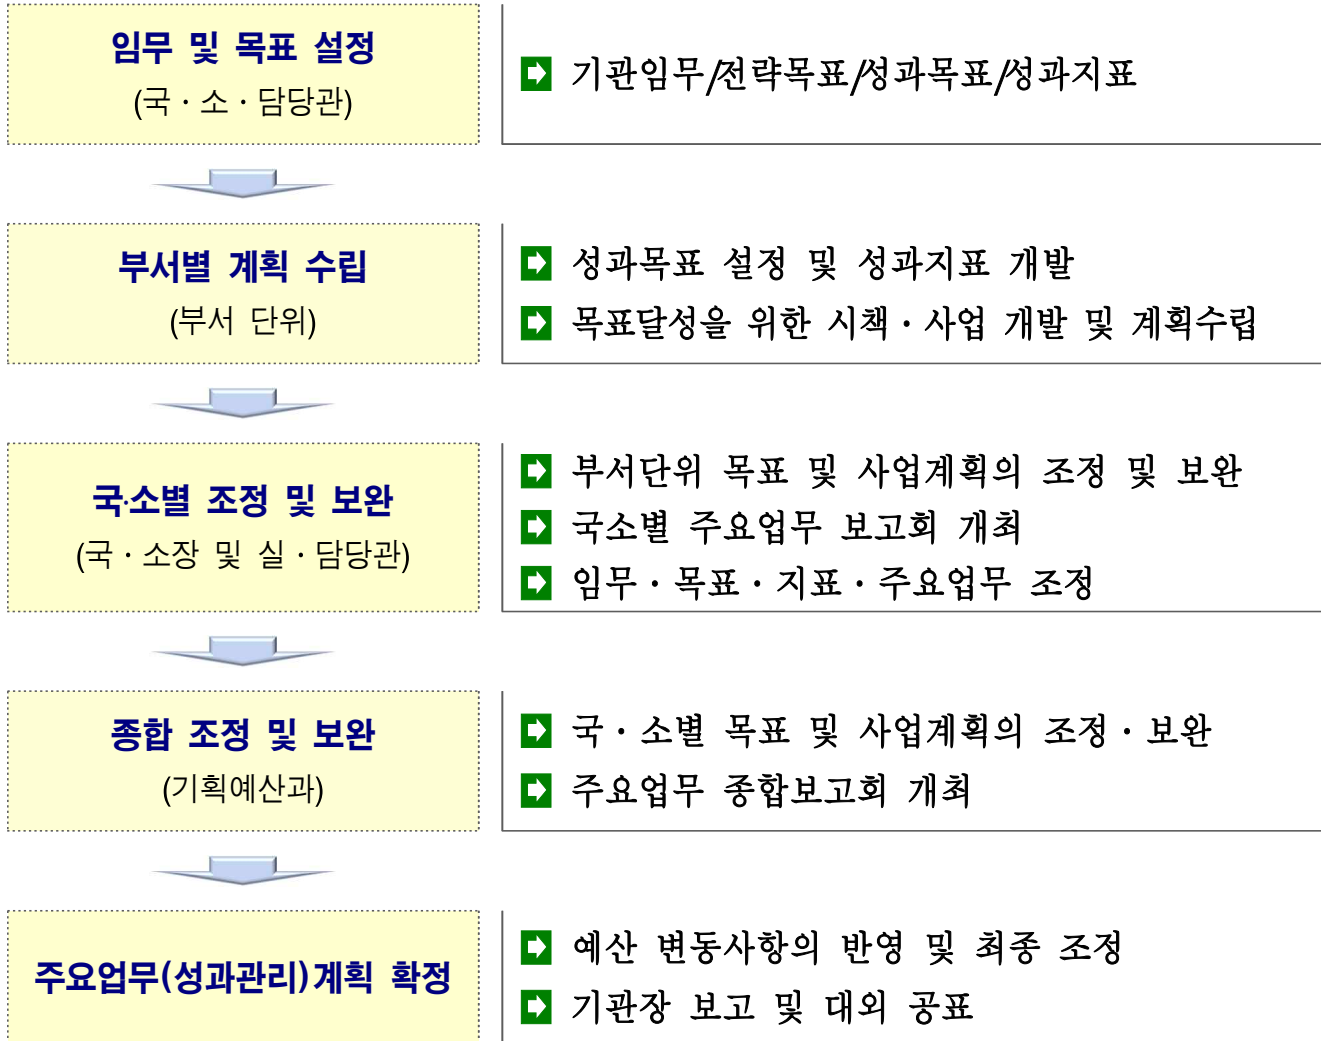 임무 및 목표 설정
(국ㆍ소ㆍ담당관)
기관임무/전략목표/성과목표/성과지표
부서별 계획 수립
(부서 단위)
성과목표 설정 및 성과지표 개발
목표달성을 위한 시책ㆍ사업 개발 및 계획수립
국·소별 조정 및 보완
(국ㆍ소장 및 실ㆍ담당관)
부서단위 목표 및 사업계획의 조정 및 보완
국소별 주요업무 보고회 개최
임무ㆍ목표ㆍ지표ㆍ주요업무 조정
종합 조정 및 보완
(기획예산과)
국ㆍ소별 목표 및 사업계획의 조정ㆍ보완
주요업무 종합보고회 개최
주요업무(성과관리)계획 확정
예산 변동사항의 반영 및 최종 조정
기관장 보고 및 대외 공표